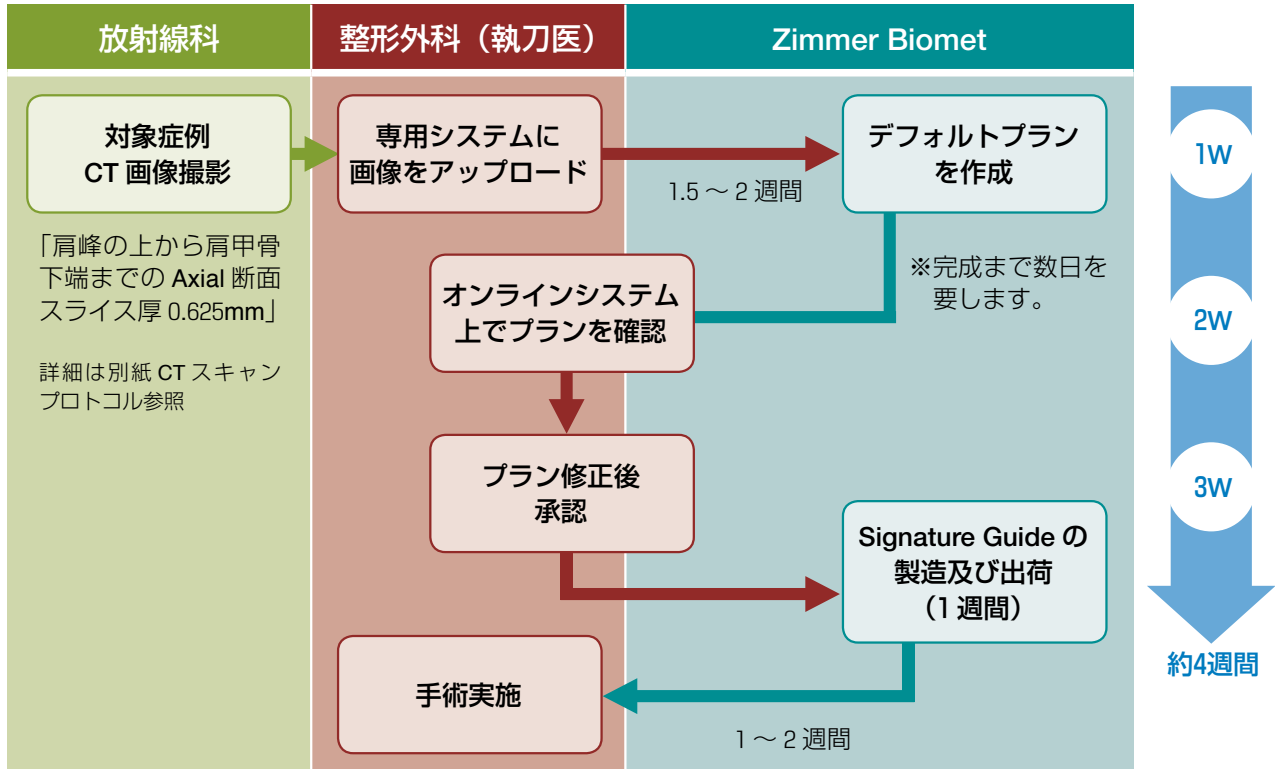 放射線科
整形外科（執刀医）
Zimmer Biomet
対象症例
CT 画像撮影
専用システムに
画像をアップロード
1.5 〜 2 週間
デフォルトプラン
を作成
1W
「肩峰の上から肩甲骨
下端までの Axial 断面
スライス厚 0.625mm」
詳細は別紙 CT スキャン
プロトコル参照
オンラインシステム
上でプランを確認
※完成まで数日を
要します。
2W
プラン修正後
承認
3W
Signature Guide の
製造及び出荷
（1 週間）
手術実施
1 〜 2 週間
約4週間